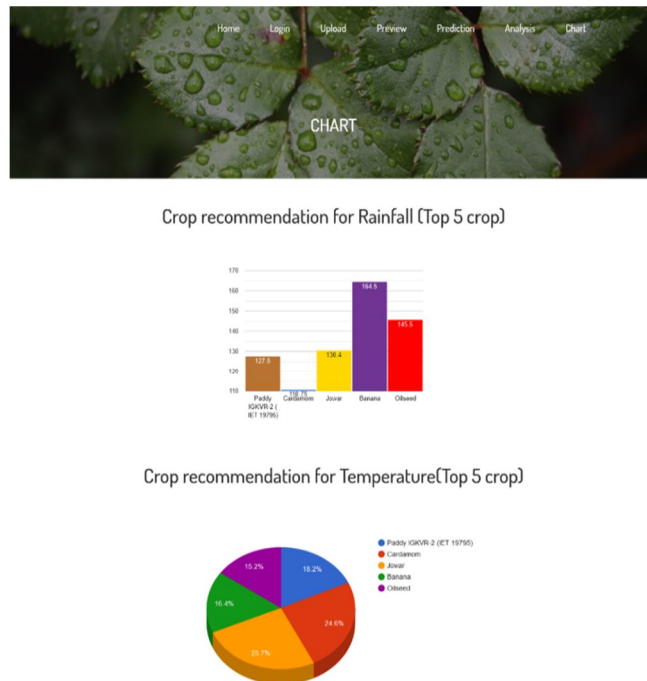 Home Login Upload Preview Prediction Analysis Chart
CHART
Crop recommendation for Rainfall (Top 5 crop)
170
160
150
140
130
120
110
164.5
145.5
130.4
110.75
Paddy
IGKVR-2 (
IET 19795)
Cardamom
Jowar
Banana
Oilseed
Crop recommendation for Temperature(Top 5 crop)
Paddy IGKVR-2 (IET 19795)
Cardamom
Jovar
Banana
Oilseed
15.2%
18.2%
16.4%
24.6%
25.7%